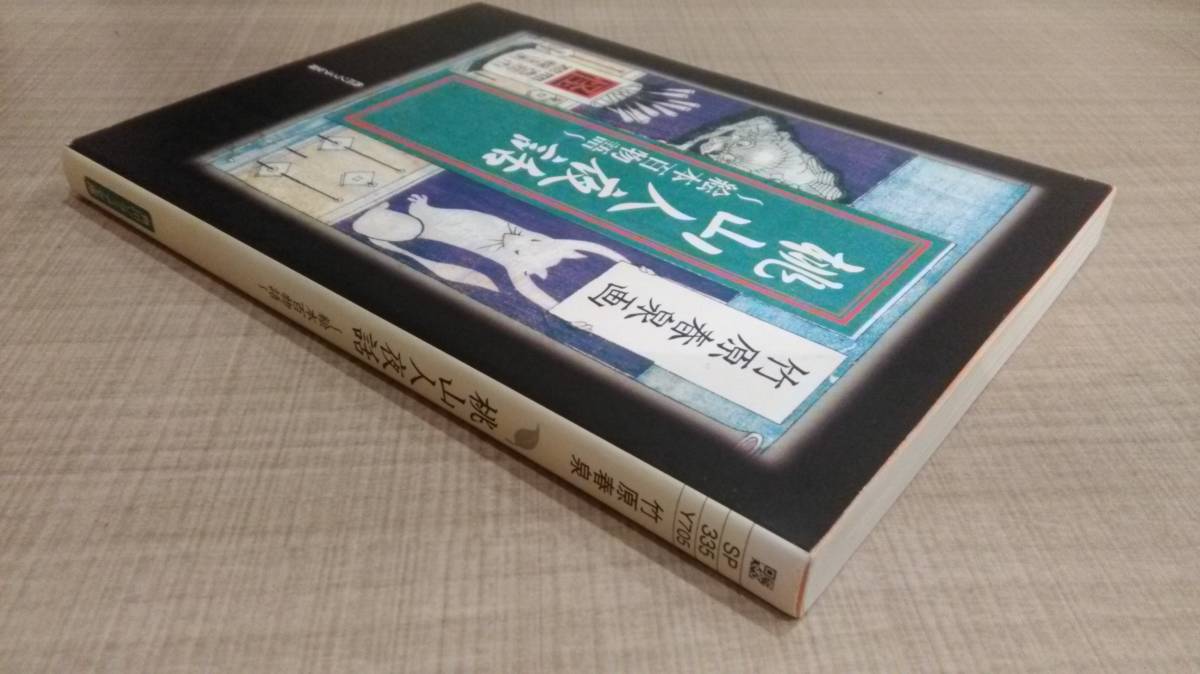 桃山人夜話
~絵本百物語~
竹原春泉画
桃山人夜話
~絵本百物語~
竹原春泉
SP
335
Y705